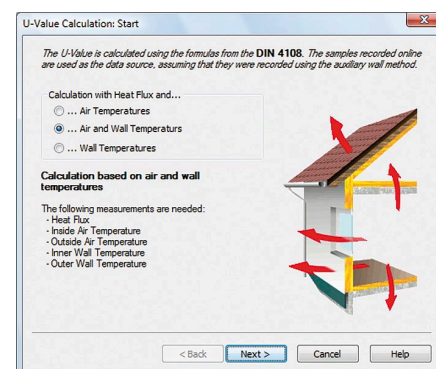 U-Value Calculation: Start
The U-Value is calculated using the formulas from the DIN 4108. The samples recorded online
are used as the data source, assuming that they were recorded using the auxiliary wall method.
Calculation with Heat Flux and...
... Air Temperatures
... Air and Wall Temperaturs
... Wall Temperatures
Calculation based on air and wall
temperatures
The following measurements are needed:
- Heat Flux
- Inside Air Temperature
- Outside Air Temperature
- Inner Wall Temperature
- Outer Wall Temperature
< Back
Next >
Cancel
Help